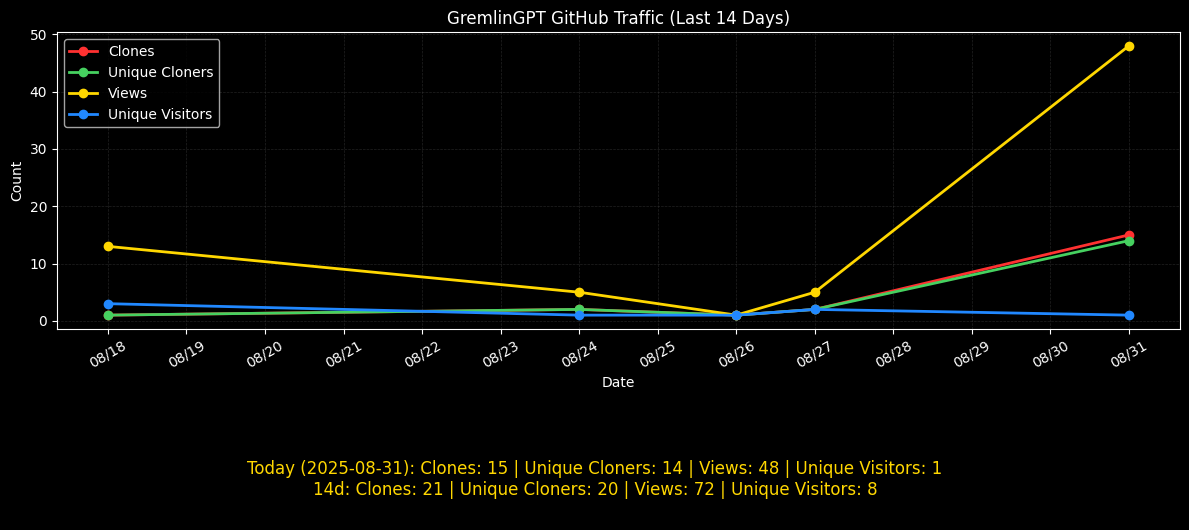 GremlinGPT GitHub Traffic (Last 14 Days)
50
40
30
20
10
0
Count
Clones
Unique Cloners
Views
Unique Visitors
08/18
08/19
08/20
08/21
08/22
08/23
08/24
08/25
08/26
08/27
08/28
08/29
08/30
08/31
Date
Today (2025-08-31): Clones: 15 | Unique Cloners: 14 | Views: 48 | Unique Visitors: 1
14d: Clones: 21 | Unique Cloners: 20 | Views: 72 | Unique Visitors: 8